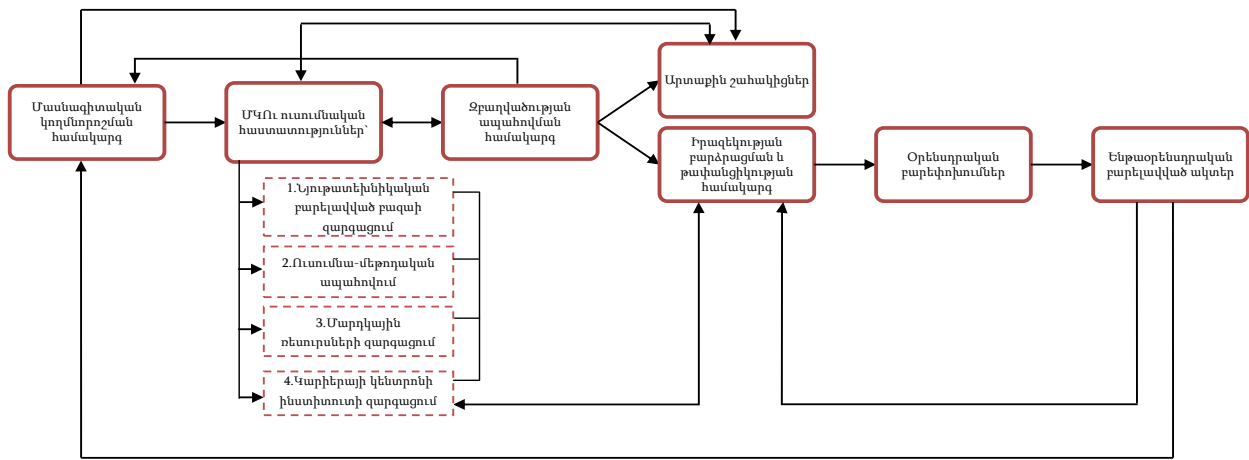 Մասնագիտական
կողմնորոշման
համակարգ
ՄԿՈւ ուսումնական
հաստատություններ՝
Զբաղվածության
ապահովման
համակարգ
Արտաքին շահակիցներ
Իրազեկության
բարձրացման և
թափանցիկության
համակարգ
Օրենսդրական
բարեփոխումներ
Ենթաօրենսդրական
բարելավված ակտեր
1.Նյութատեխնիկական
բարելավված բազաի
զարգացում
2.Ուսումնա-մեթոդական
ապահովում
3.Մարդկային
ռեսուրսների զարգացում
4.Կարիերայի կենտրոնի
ինստիտուտի զարգացում